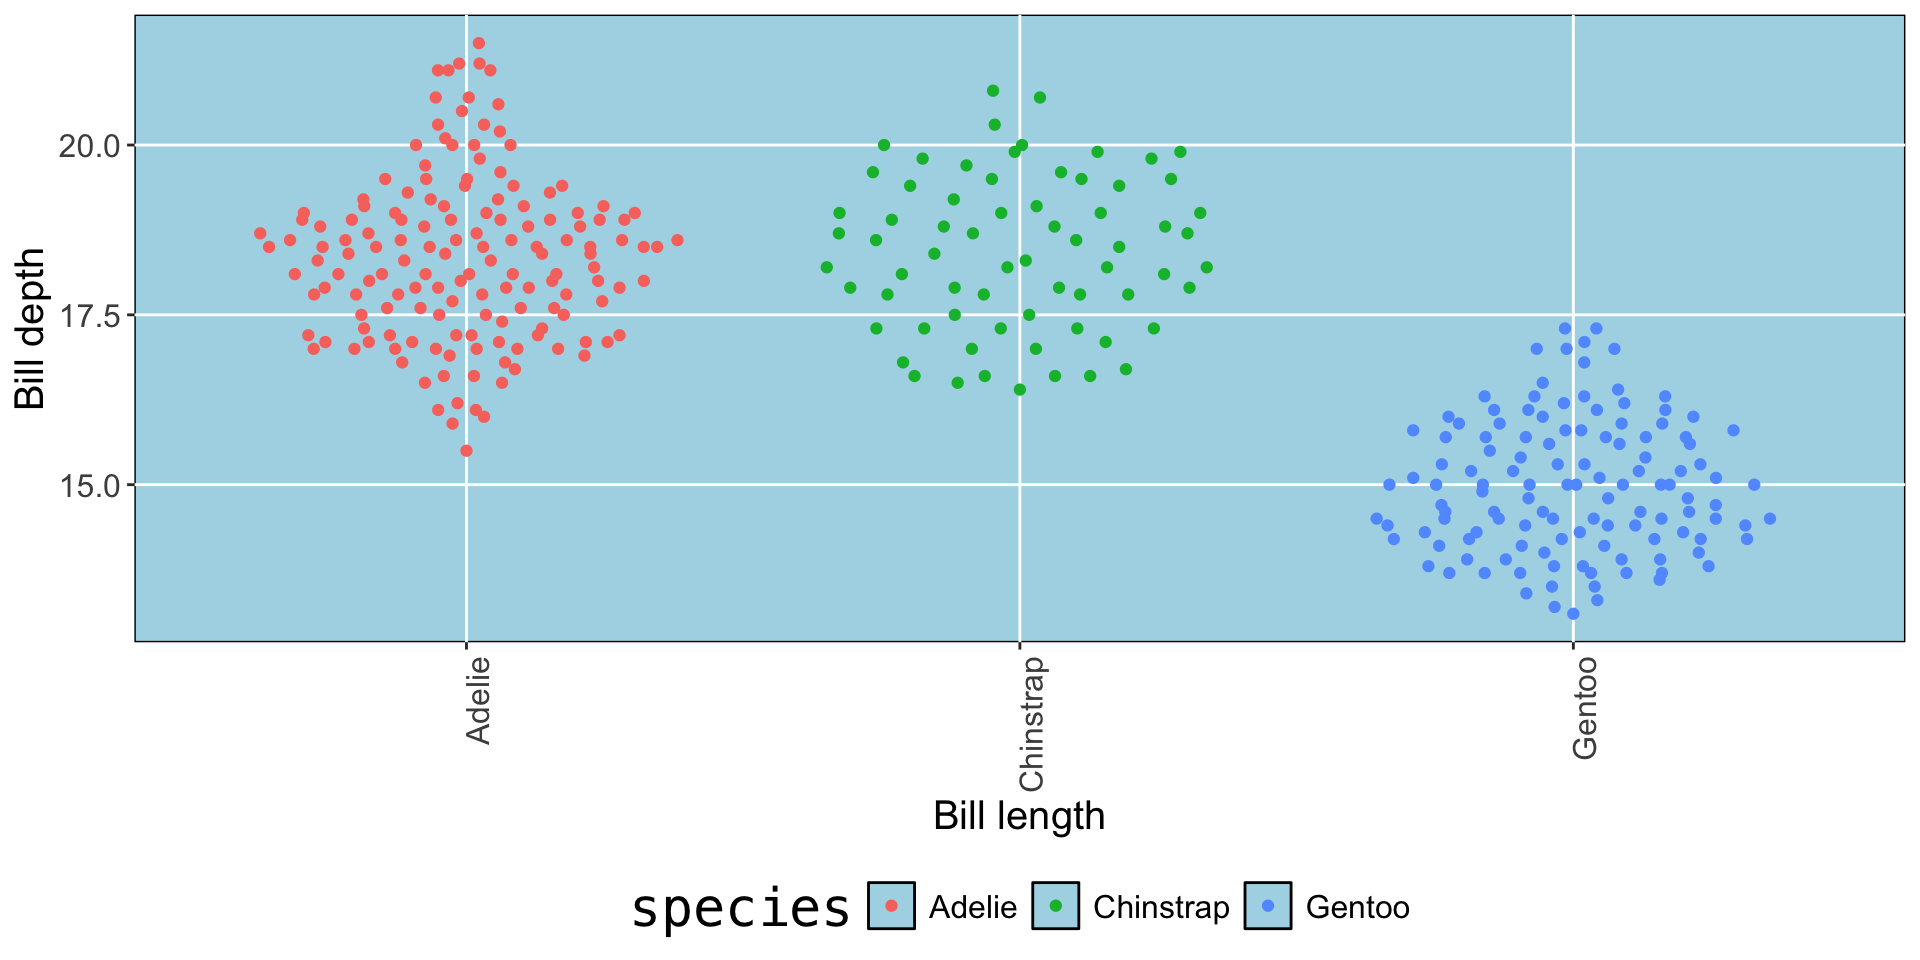 Bill depth
20.0
17.5
15.0
Adelie
Chinstrap
Gentoo
Bill length
species Adelie Chinstrap Gentoo